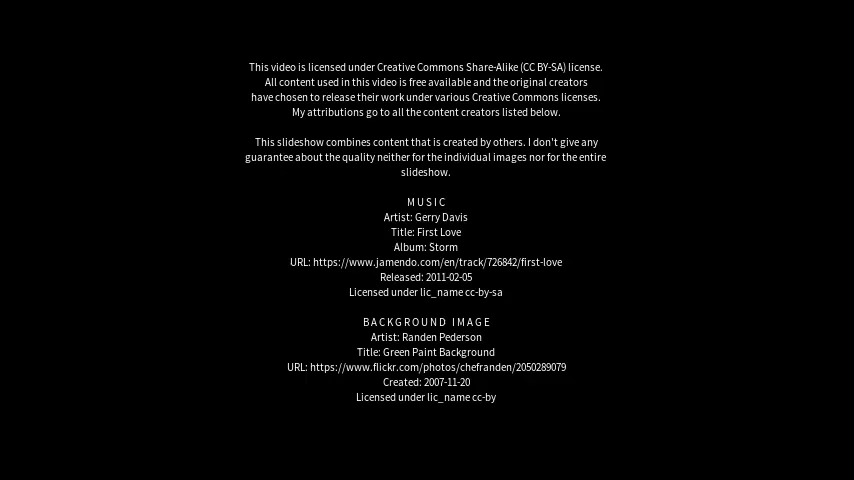 This video is licensed under Creative Commons Share-Alike (CC BY-SA) license.
All content used in this video is free available and the original creators
have chosen to release their work under various Creative Commons licenses.
My attributions go to all the content creators listed below.
This slideshow combines content that is created by others. I don't give any
guarantee about the quality neither for the individual images nor for the entire
slideshow.
M U S I C
Artist: Gerry Davis
Title: First Love
Album: Storm
URL: https://www.jamendo.com/en/track/726842/first-love
Released: 2011-02-05
Licensed under lic_name cc-by-sa
B A C K G R O U N D   I M A G E
Artist: Randen Pederson
Title: Green Paint Background
URL: https://www.flickr.com/photos/chefranden/2050289079
Created: 2007-11-20
Licensed under lic_name cc-by